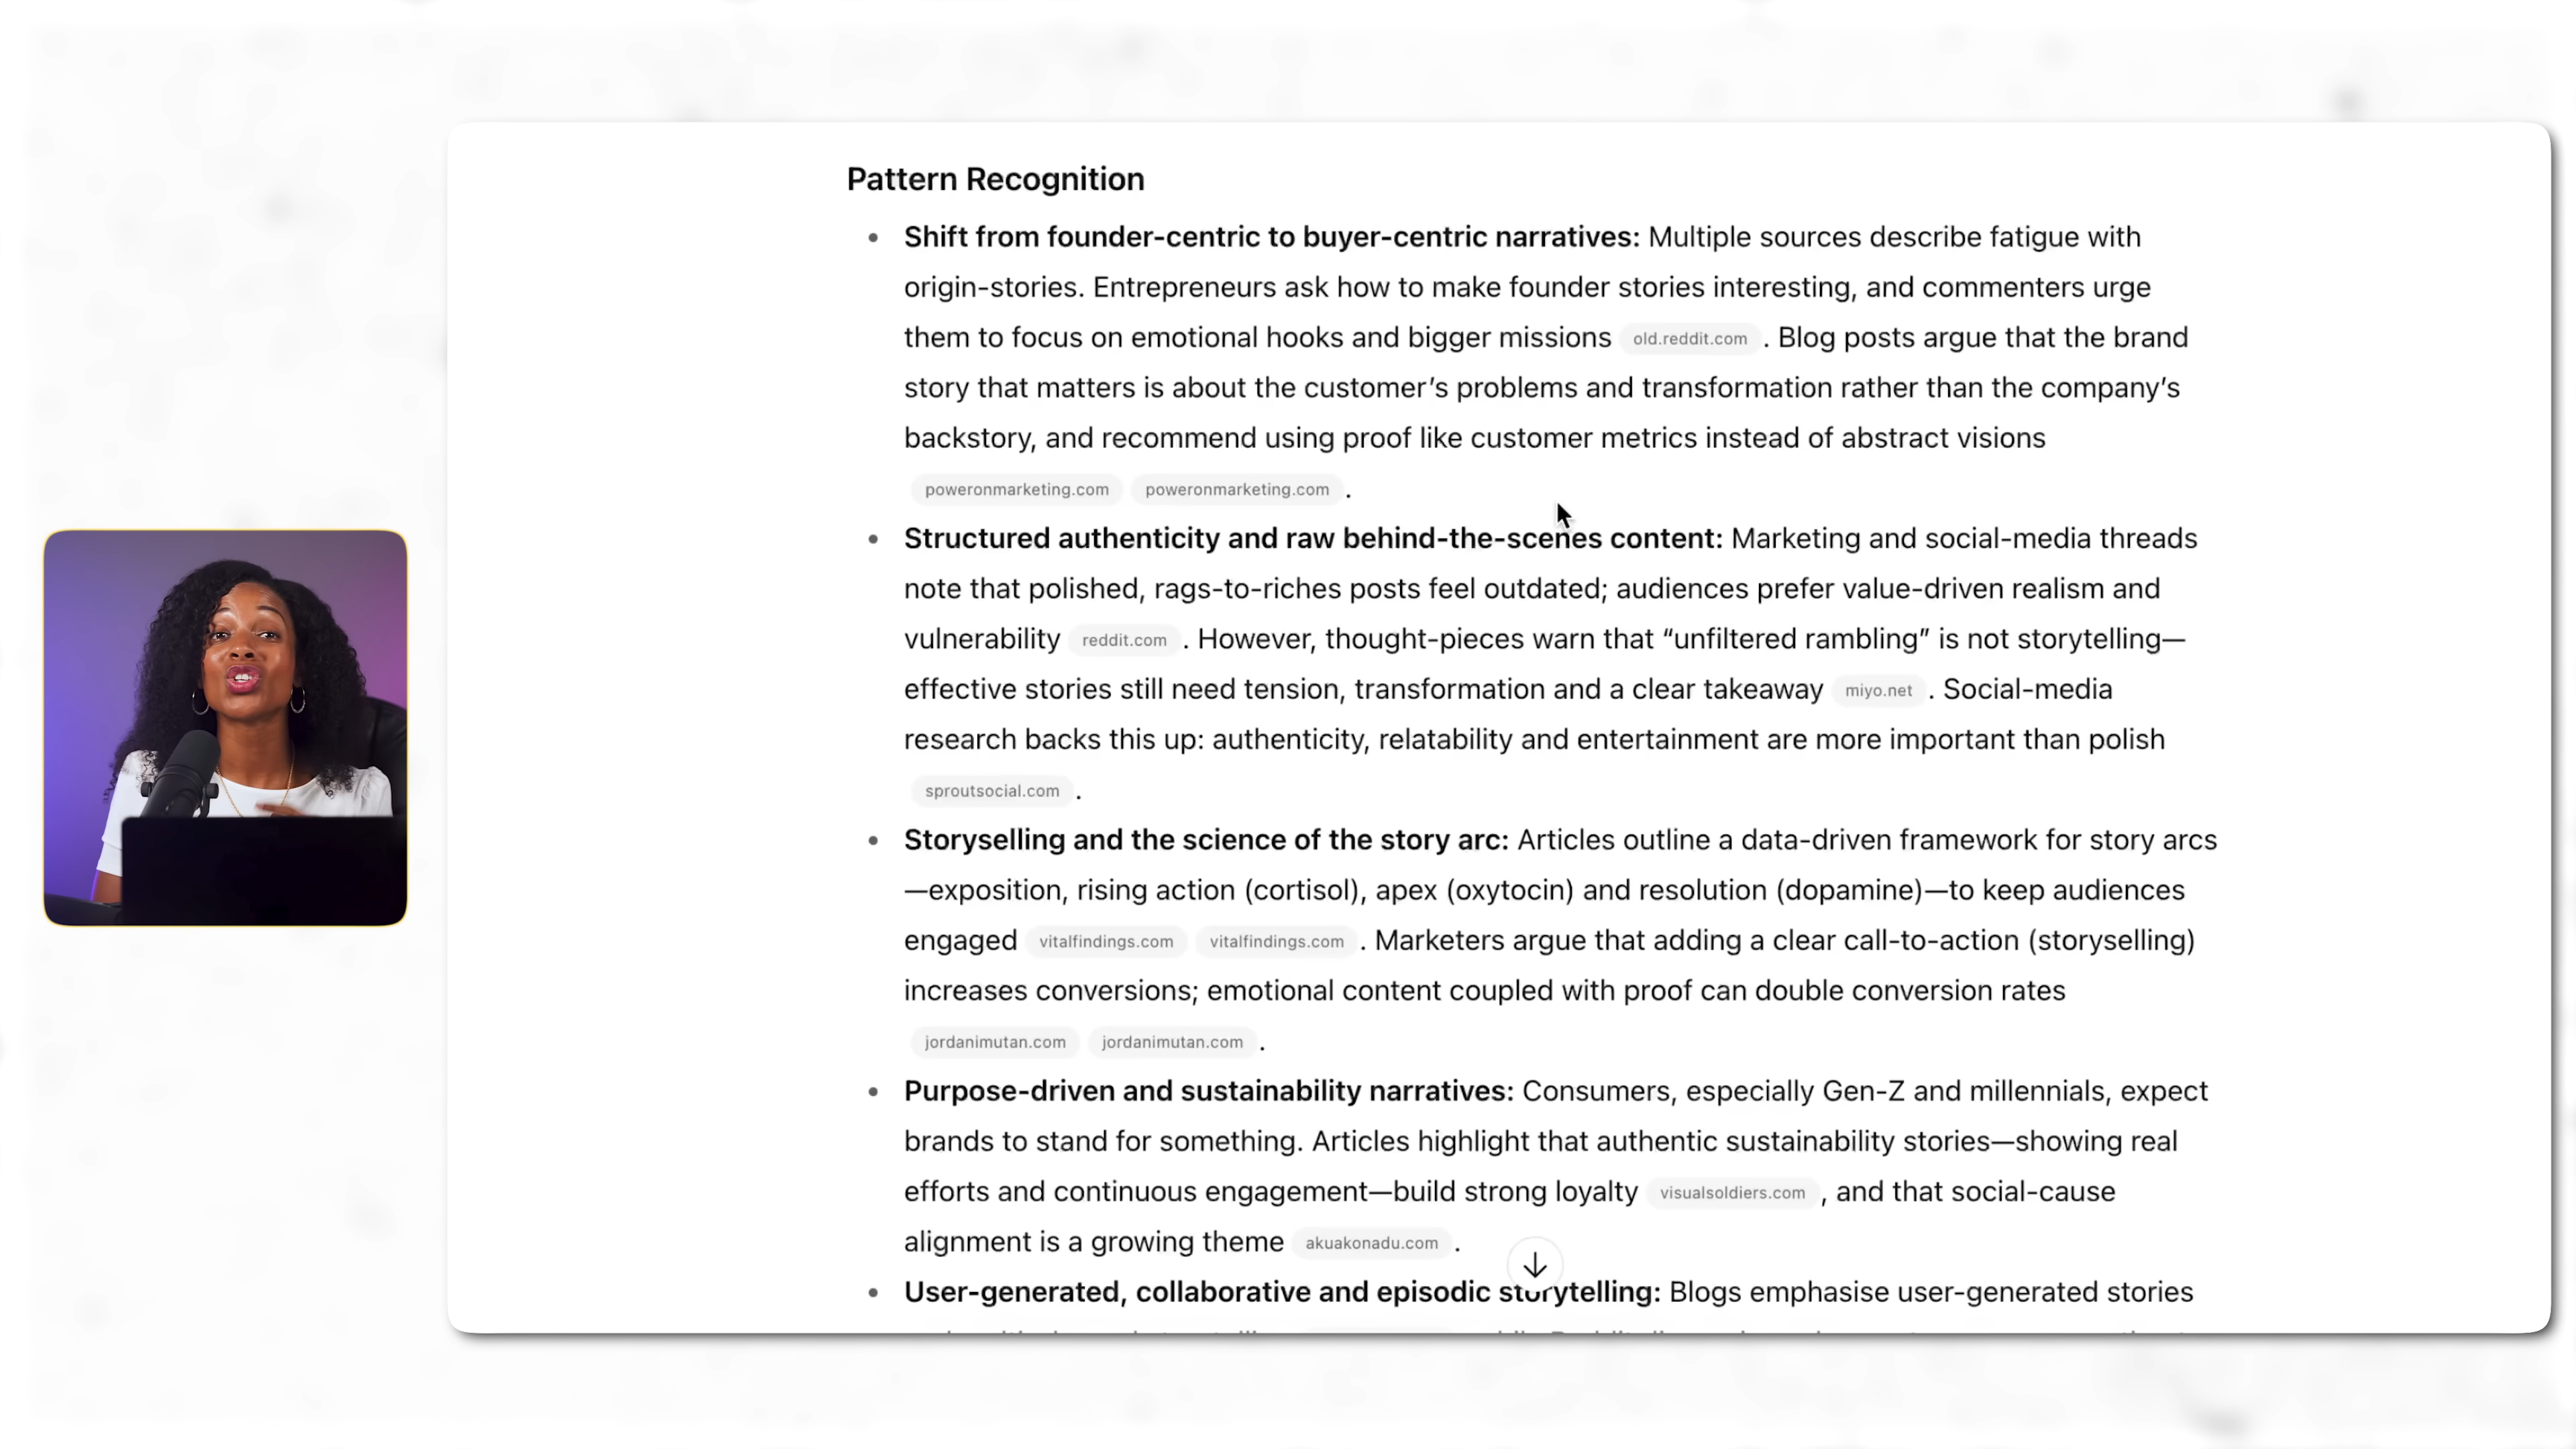 Pattern Recognition
• Shift from founder-centric to buyer-centric narratives: Multiple sources describe fatigue with
origin-stories. Entrepreneurs ask how to make founder stories interesting, and commenters urge
them to focus on emotional hooks and bigger missions old.reddit.com . Blog posts argue that the brand
story that matters is about the customer’s problems and transformation rather than the company’s
backstory, and recommend using proof like customer metrics instead of abstract visions
poweronmarketing.com poweronmarketing.com .
• Structured authenticity and raw behind-the-scenes content: Marketing and social-media threads
note that polished, rags-to-riches posts feel outdated; audiences prefer value-driven realism and
vulnerability reddit.com . However, thought-pieces warn that “unfiltered rambling” is not storytelling—
effective stories still need tension, transformation and a clear takeaway miyo.net . Social-media
research backs this up: authenticity, relatability and entertainment are more important than polish
sproutsocial.com .
• Storyselling and the science of the story arc: Articles outline a data-driven framework for story arcs
—exposition, rising action (cortisol), apex (oxytocin) and resolution (dopamine)—to keep audiences
engaged vitalfindings.com vitalfindings.com . Marketers argue that adding a clear call-to-action (storyselling)
increases conversions; emotional content coupled with proof can double conversion rates
jordanimutan.com jordanimutan.com .
• Purpose-driven and sustainability narratives: Consumers, especially Gen-Z and millennials, expect
brands to stand for something. Articles highlight that authentic sustainability stories—showing real
efforts and continuous engagement—build strong loyalty visualsoldiers.com , and that social-cause
alignment is a growing theme akuakonadu.com .
• User-generated, collaborative and episodic storytelling: Blogs emphasise user-generated stories